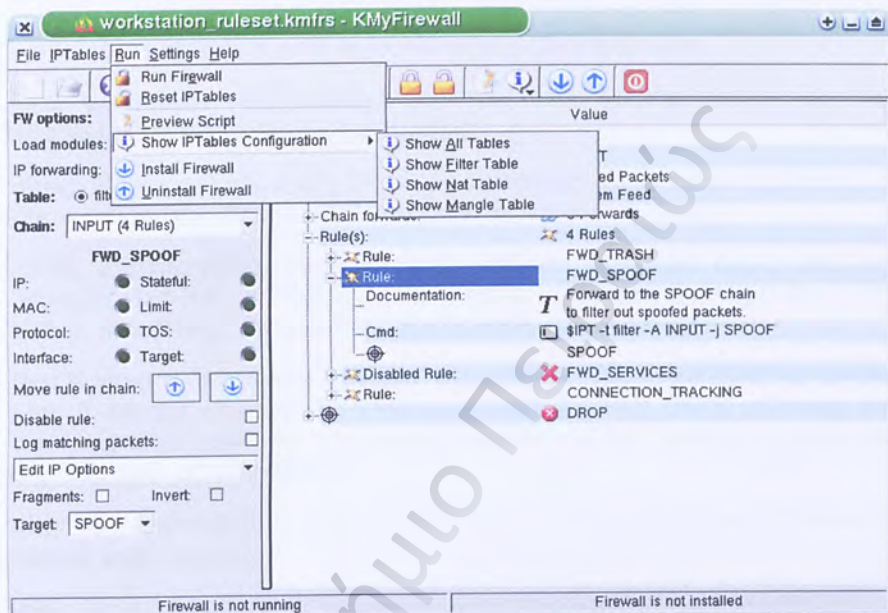 workstation_ruleset.kmfrs - KMyFirewall
File IPTables Run Settings Help
Run Firewall
Reset IPTables
Preview Script
Show IPTables Configuration
Install Firewall
Uninstall Firewall
Show All Tables
Show Filter Table
Show Nat Table
Show Mangle Table
FW options:
Load modules:
IP forwarding:
Table: filt
Chain: INPUT (4 Rules)
FWD_SPOOF
IP: Stateful:
MAC: Limit:
Protocol: TOS:
Interface: Target:
Move rule in chain:
Disable rule:
Log matching packets:
Edit IP Options
Fragments: Invert:
Target: SPOOF
Value
T
ed Packets
em Feed
Chain forwards: Forwards
Rule(s): 4 Rules
Rule: FWD_TRASH
Rule: FWD_SPOOF
Documentation: Forward to the SPOOF chain
to filter out spoofed packets.
Cmd: $IPT -t filter -A INPUT -j SPOOF
SPOOF
Disabled Rule: FWD_SERVICES
Rule: CONNECTION_TRACKING
DROP
Firewall is not running
Firewall is not installed
Πειραιώς